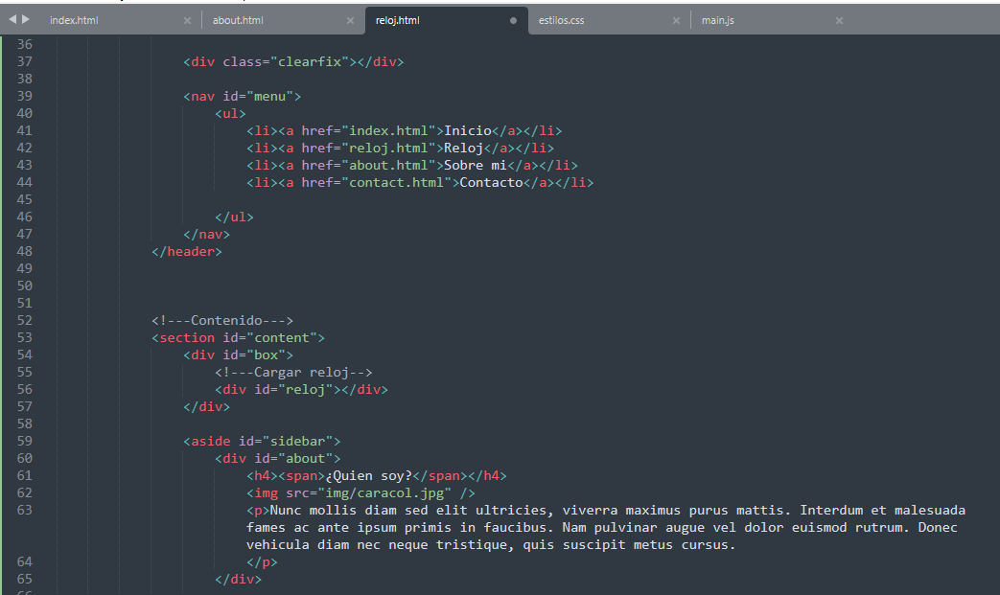 index.html × about.html × reloj.html estilos.css × main.js ×
36
37 <div class="clearfix"></div>
38
39 <nav id="menu">
40 <ul>
41 <li><a href="index.html">Inicio</a></li>
42 <li><a href="reloj.html">Reloj</a></li>
43 <li><a href="about.html">Sobre mi</a></li>
44 <li><a href="contact.html">Contacto</a></li>
45
46 </ul>
47 </nav>
48 </header>
49
50
51
52 <!---Contenido--->
53 <section id="content">
54 <div id="box">
55 <!---Cargar reloj-->
56 <div id="reloj"></div>
57 </div>
58
59 <aside id="sidebar">
60 <div id="about">
61 <h4><span>¿Quien soy?</span></h4>
62 <img src="img/caracol.jpg" />
63 <p>Nunc mollis diam sed elit ultricies, viverra maximus purus mattis. Interdum et malesuada
fames ac ante ipsum primis in faucibus. Nam pulvinar augue vel dolor euismod rutrum. Donec
vehicula diam nec neque tristique, quis suscipit metus cursus.
64 </p>
65 </div>